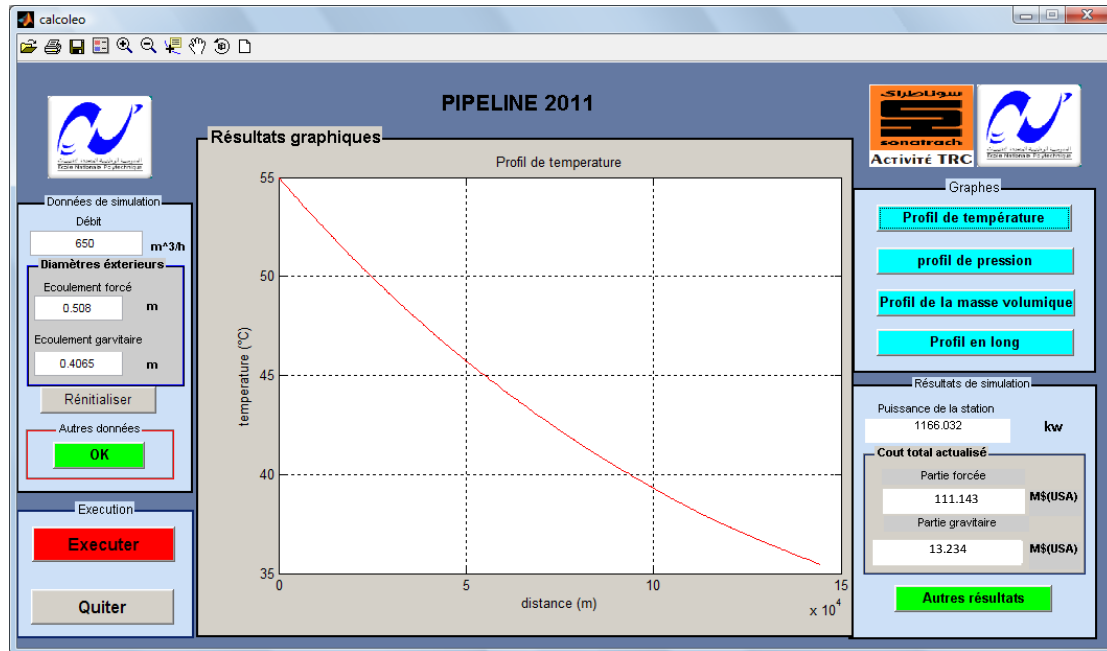 calcoleo
PIPELINE 2011
Données de simulation
Débit
650
m^3/h
Diamètres éxterieurs
Ecoulement forcé
0.508
m
Ecoulement garvitaire
0.4065
m
Rénitialiser
Autres données
OK
Execution
Executer
Quiter
Résultats graphiques
Profil de temperature
temperature (°C)
55
50
45
40
35
0
5
10
15
x 10^4
distance (m)
سوناطراك
sonatrach
ACTIVITÉ TRC
Ecole Nationale Polytechnique
Graphes
Profil de température
profil de pression
Profil de la masse volumique
Profil en long
Résultats de simulation
Puissance de la station
1166.032
kw
Cout total actualisé
Partie forcée
111.143
M$(USA)
Partie gravitaire
13.234
M$(USA)
Autres résultats